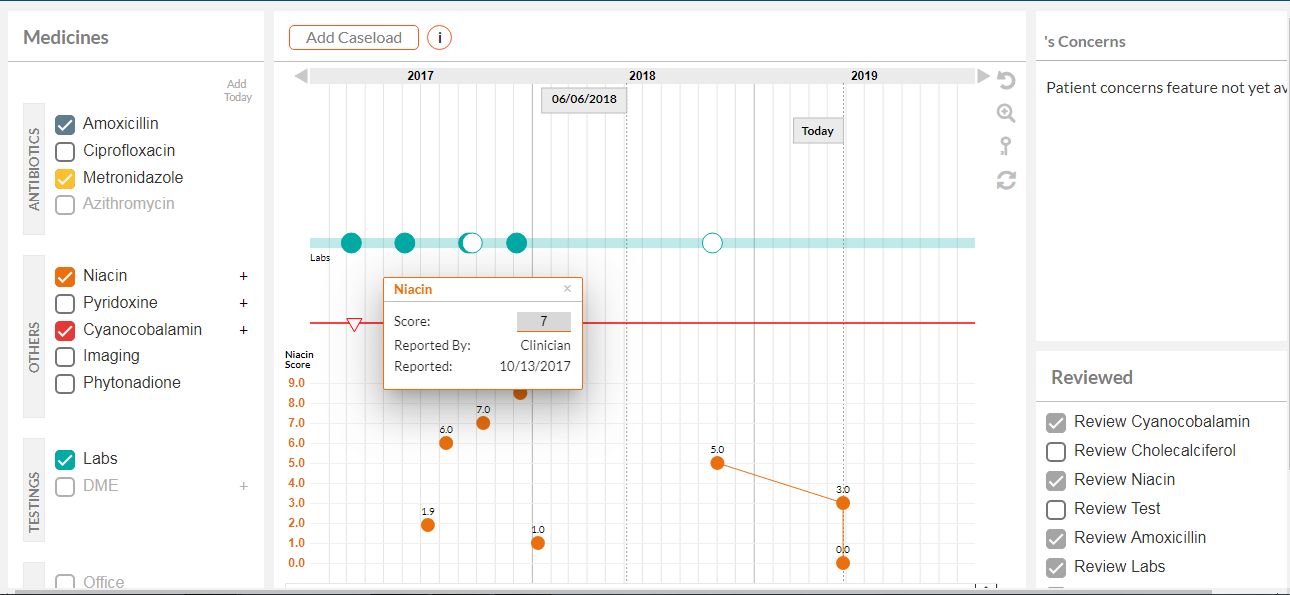 Medicines
Add
Today
ANTIBIOTICS
Amoxicillin
Ciprofloxacin
Metronidazole
Azithromycin
OTHERS
Niacin +
Pyridoxine +
Cyanocobalamin +
Imaging
Phytonadione
TESTINGS
Labs
DME +
Office
Add Caseload i
2017 2018 2019
06/06/2018
Today
Labs
Niacin ×
Score: 7
Reported By: Clinician
Reported: 10/13/2017
Niacin
Score
9.0
8.0
7.0
6.0
5.0
4.0
3.0
2.0
1.0
0.0
7.0
6.0
5.0
3.0
1.9
1.0
0.0
's Concerns
Patient concerns feature not yet av
Reviewed
Review Cyanocobalamin
Review Cholecalciferol
Review Niacin
Review Test
Review Amoxicillin
Review Labs